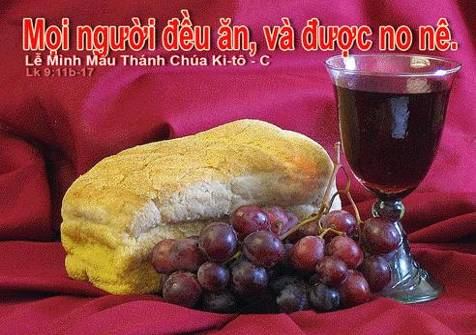 Mọi người đều ăn, và được no nê.
Lễ Mình Máu Thánh Chúa Ki-tô - C
Lk 9:11b-17